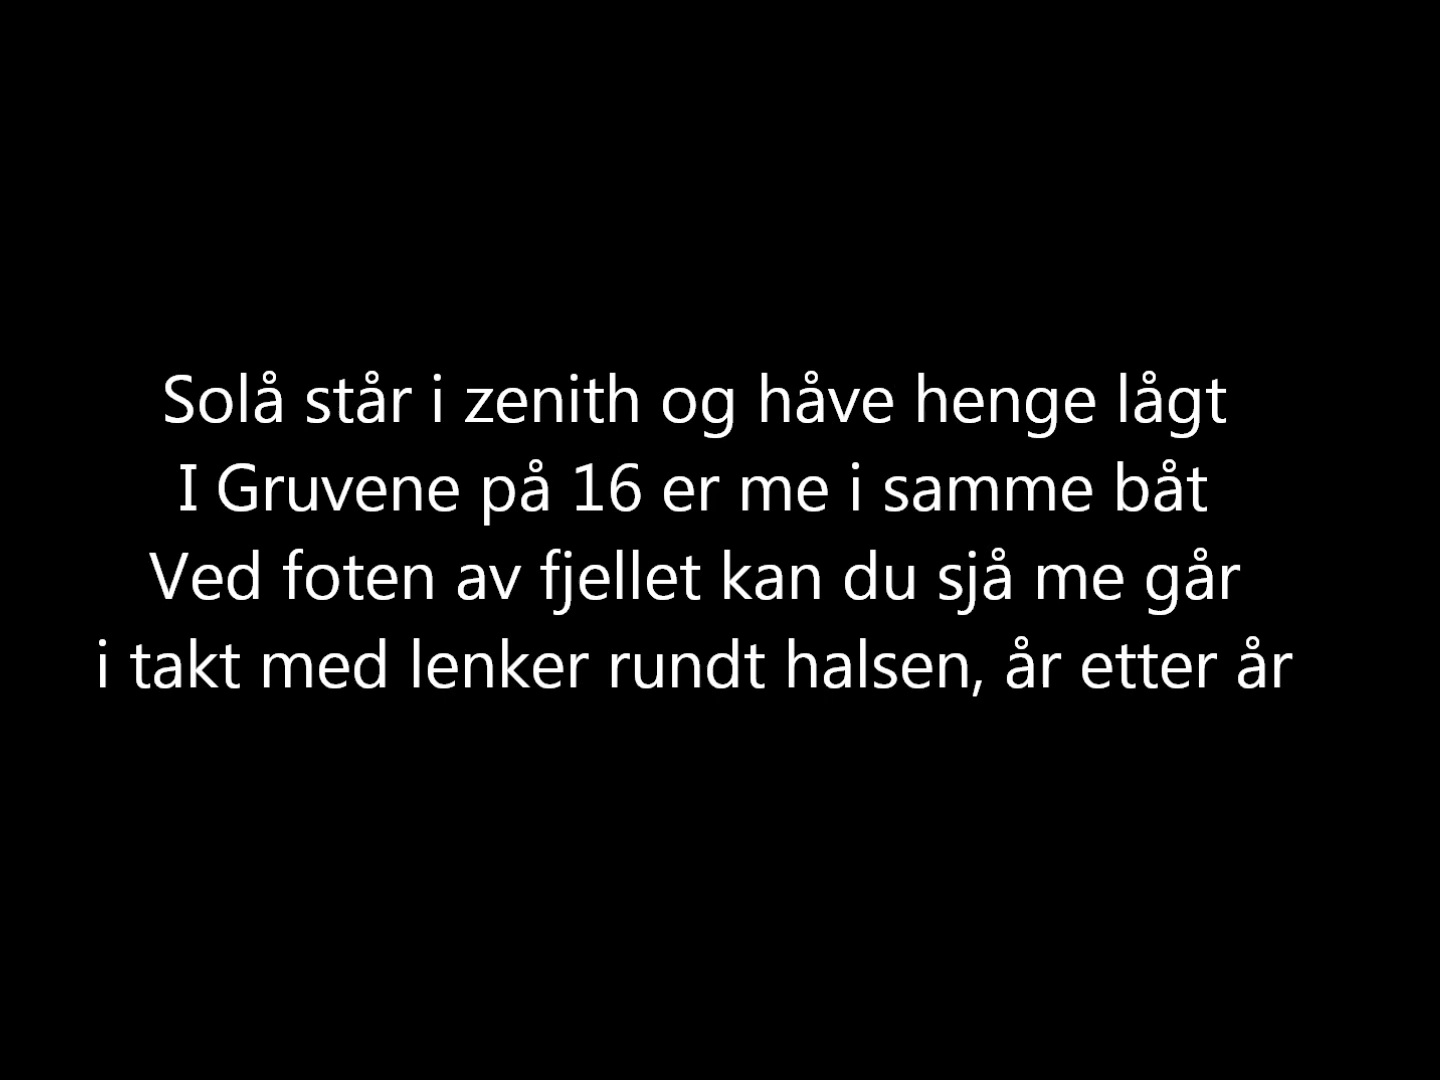 Solå står i zenith og håve henge lågt
I Gruvene på 16 er me i samme båt
Ved foten av fjellet kan du sjå me går
i takt med lenker rundt halsen, år etter år